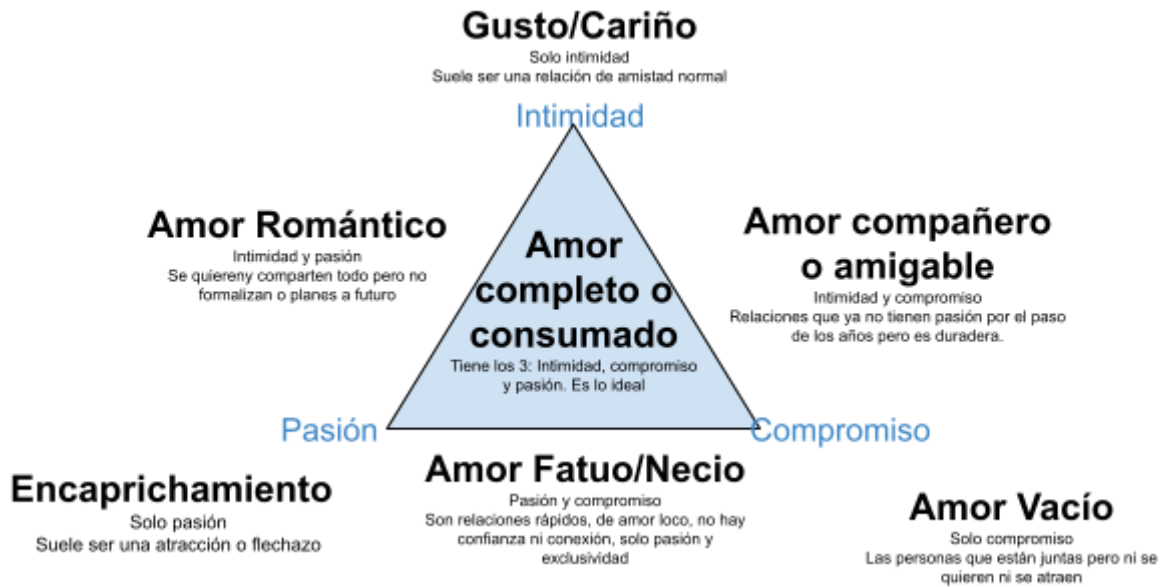 Gusto/Cariño
Solo intimidad
Suele ser una relación de amistad normal
Intimidad
Amor Romántico
Intimidad y pasión
Se quiereny comparten todo pero no
formalizan o planes a futuro
Amor
completo o
consumado
Tiene los 3: Intimidad, compromiso
y pasión. Es lo ideal
Amor compañero
o amigable
Intimidad y compromiso
Relaciones que ya no tienen pasión por el paso
de los años pero es duradera.
Pasión
Compromiso
Encaprichamiento
Solo pasión
Suele ser una atracción o flechazo
Amor Fatuo/Necio
Pasión y compromiso
Son relaciones rápidos, de amor loco, no hay
confianza ni conexión, solo pasión y
exclusividad
Amor Vacío
Solo compromiso
Las personas que están juntas pero ni se
quieren ni se atraen